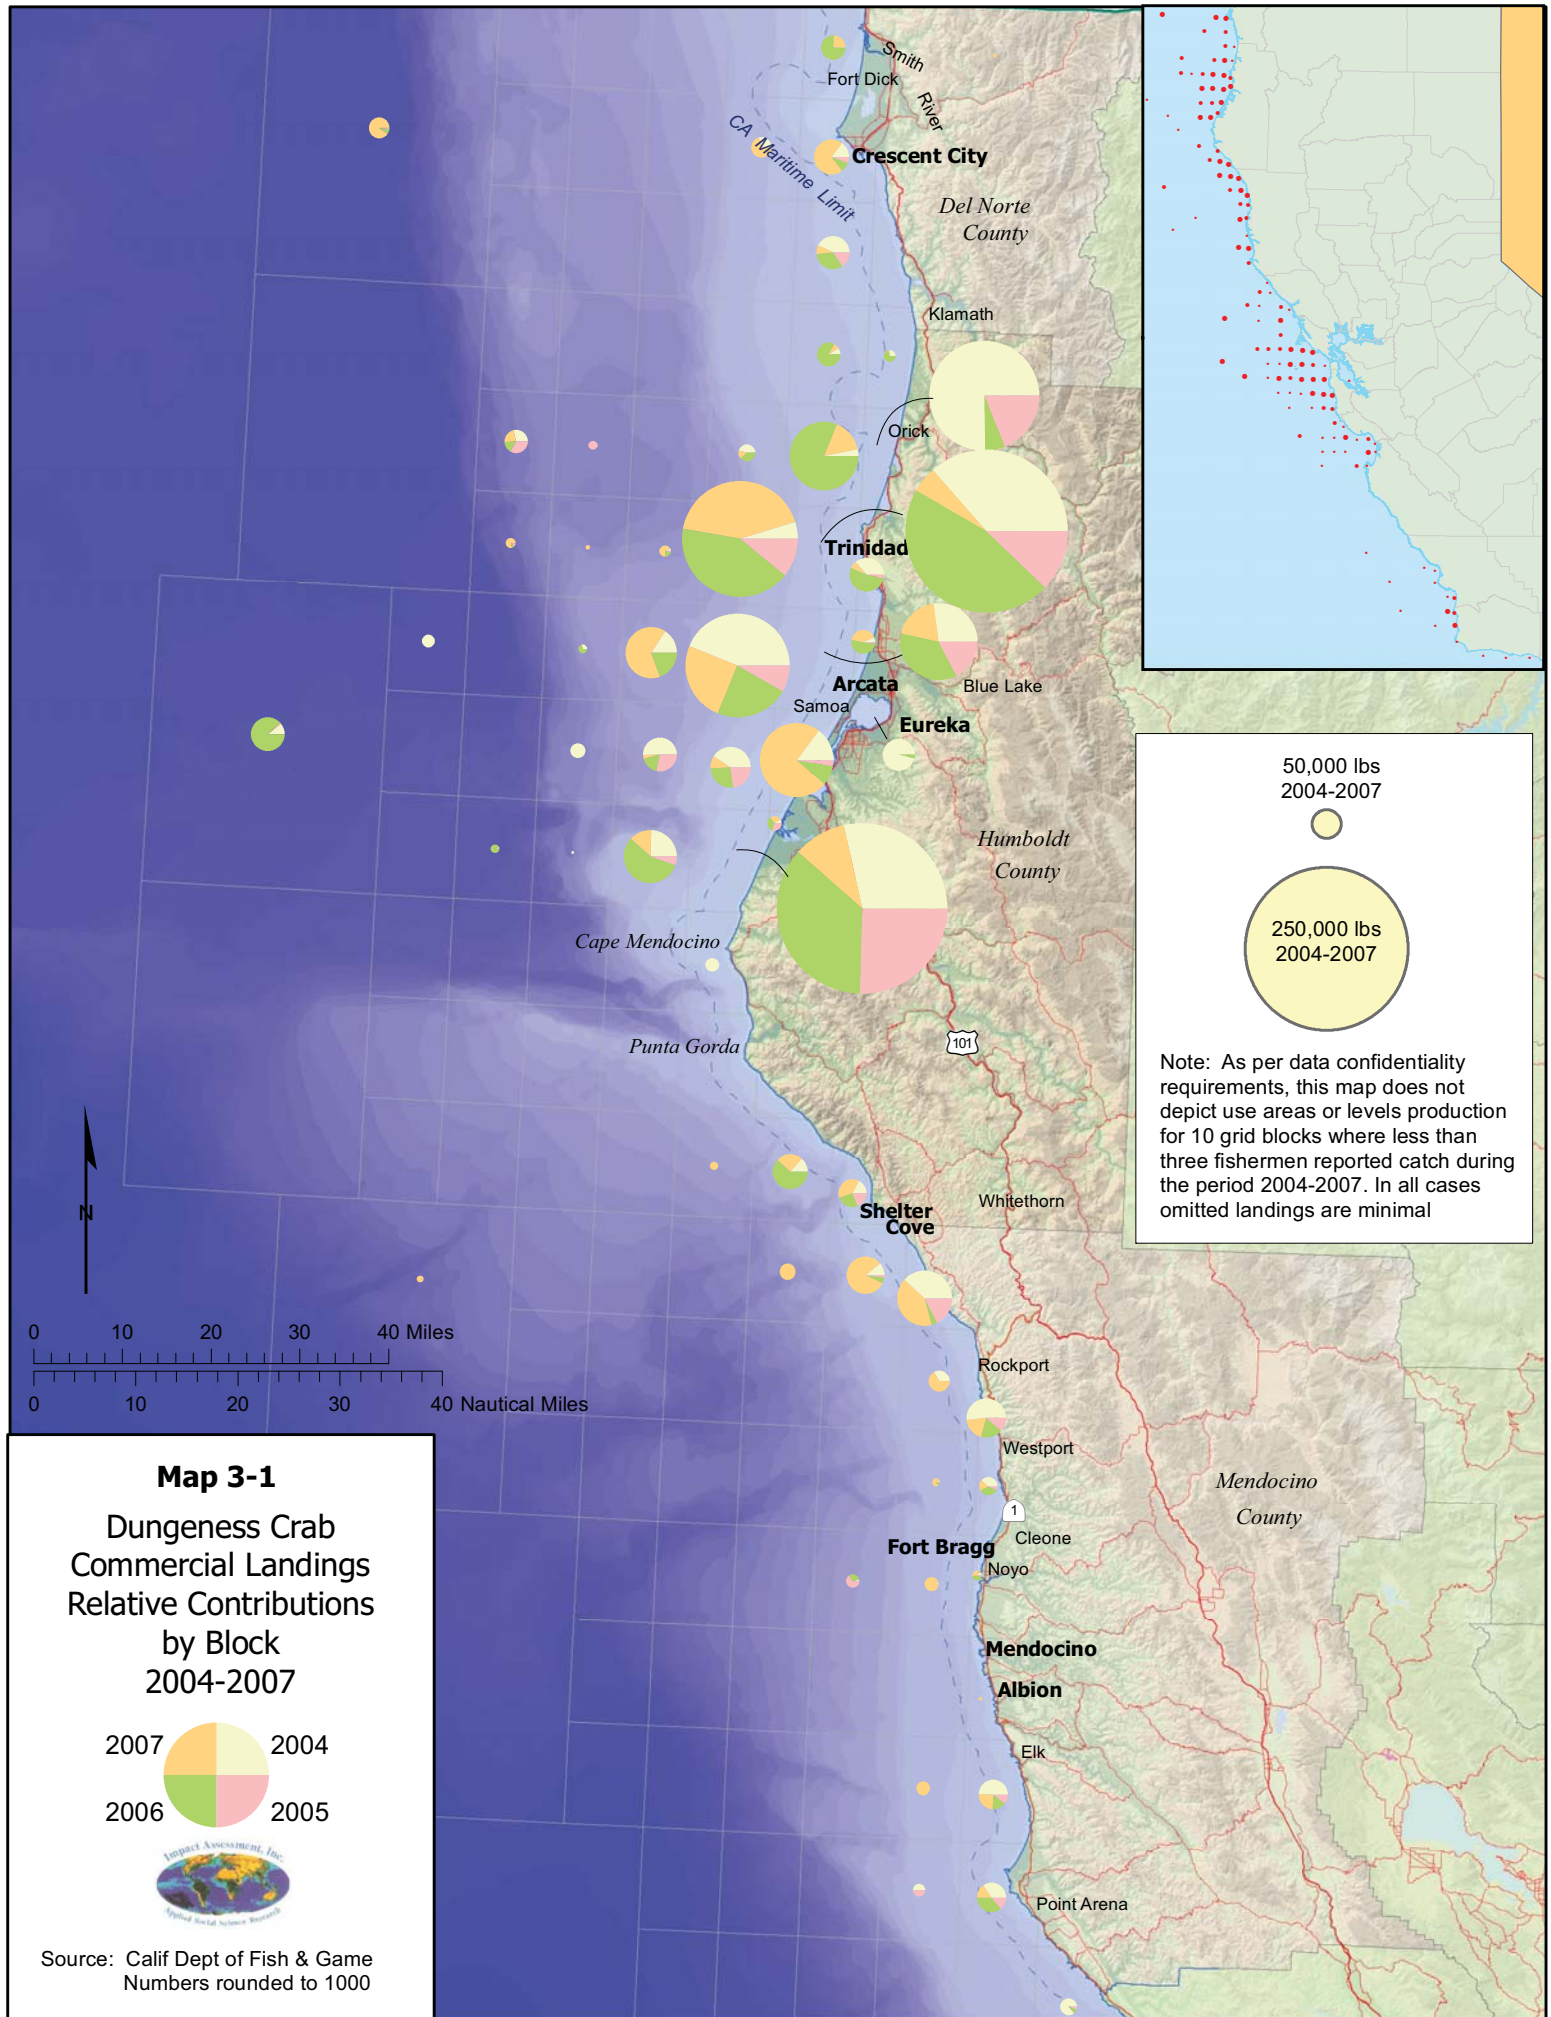 Smith
River
Fort Dick
CA Maritime Limit
Crescent City
Del Norte
County
Klamath
Orick
Trinidad
Arcata
Blue Lake
Samoa
Eureka
Humboldt
County
Cape Mendocino
Punta Gorda
101
Whitethorn
Shelter
Cove
Rockport
Westport
1
Cleone
Fort Bragg
Noyo
Mendocino
County
Mendocino
Albion
Elk
Point Arena
50,000 lbs
2004-2007
250,000 lbs
2004-2007
Note: As per data confidentiality
requirements, this map does not
depict use areas or levels production
for 10 grid blocks where less than
three fishermen reported catch during
the period 2004-2007. In all cases
omitted landings are minimal
N
0 10 20 30 40 Miles
0 10 20 30 40 Nautical Miles
Map 3-1
Dungeness Crab
Commercial Landings
Relative Contributions
by Block
2004-2007
2007 2004
2006 2005
Impact Assessment, Inc.
Applied Social Science Research
Source: Calif Dept of Fish & Game
Numbers rounded to 1000